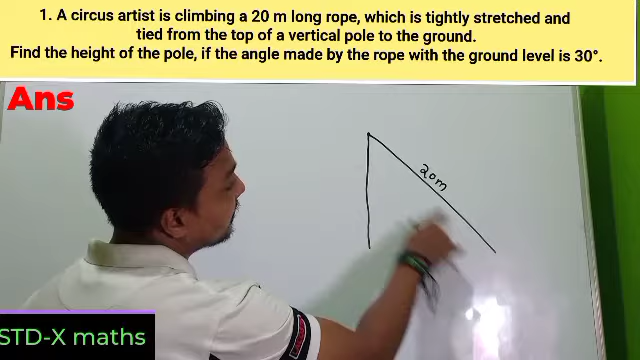 1. A circus artist is climbing a 20 m long rope, which is tightly stretched and
tied from the top of a vertical pole to the ground.
Find the height of the pole, if the angle made by the rope with the ground level is 30°.
Ans
20m
STD-X maths